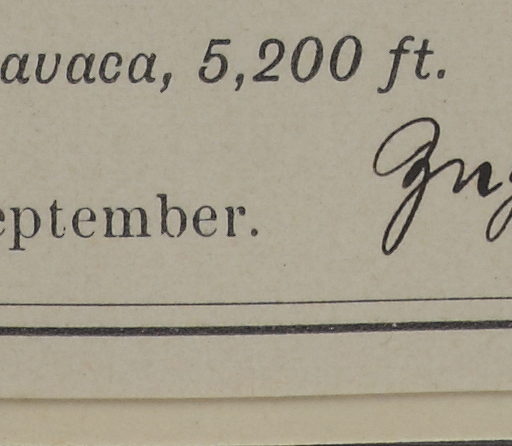 avaca, 5,200 ft.
eptember.